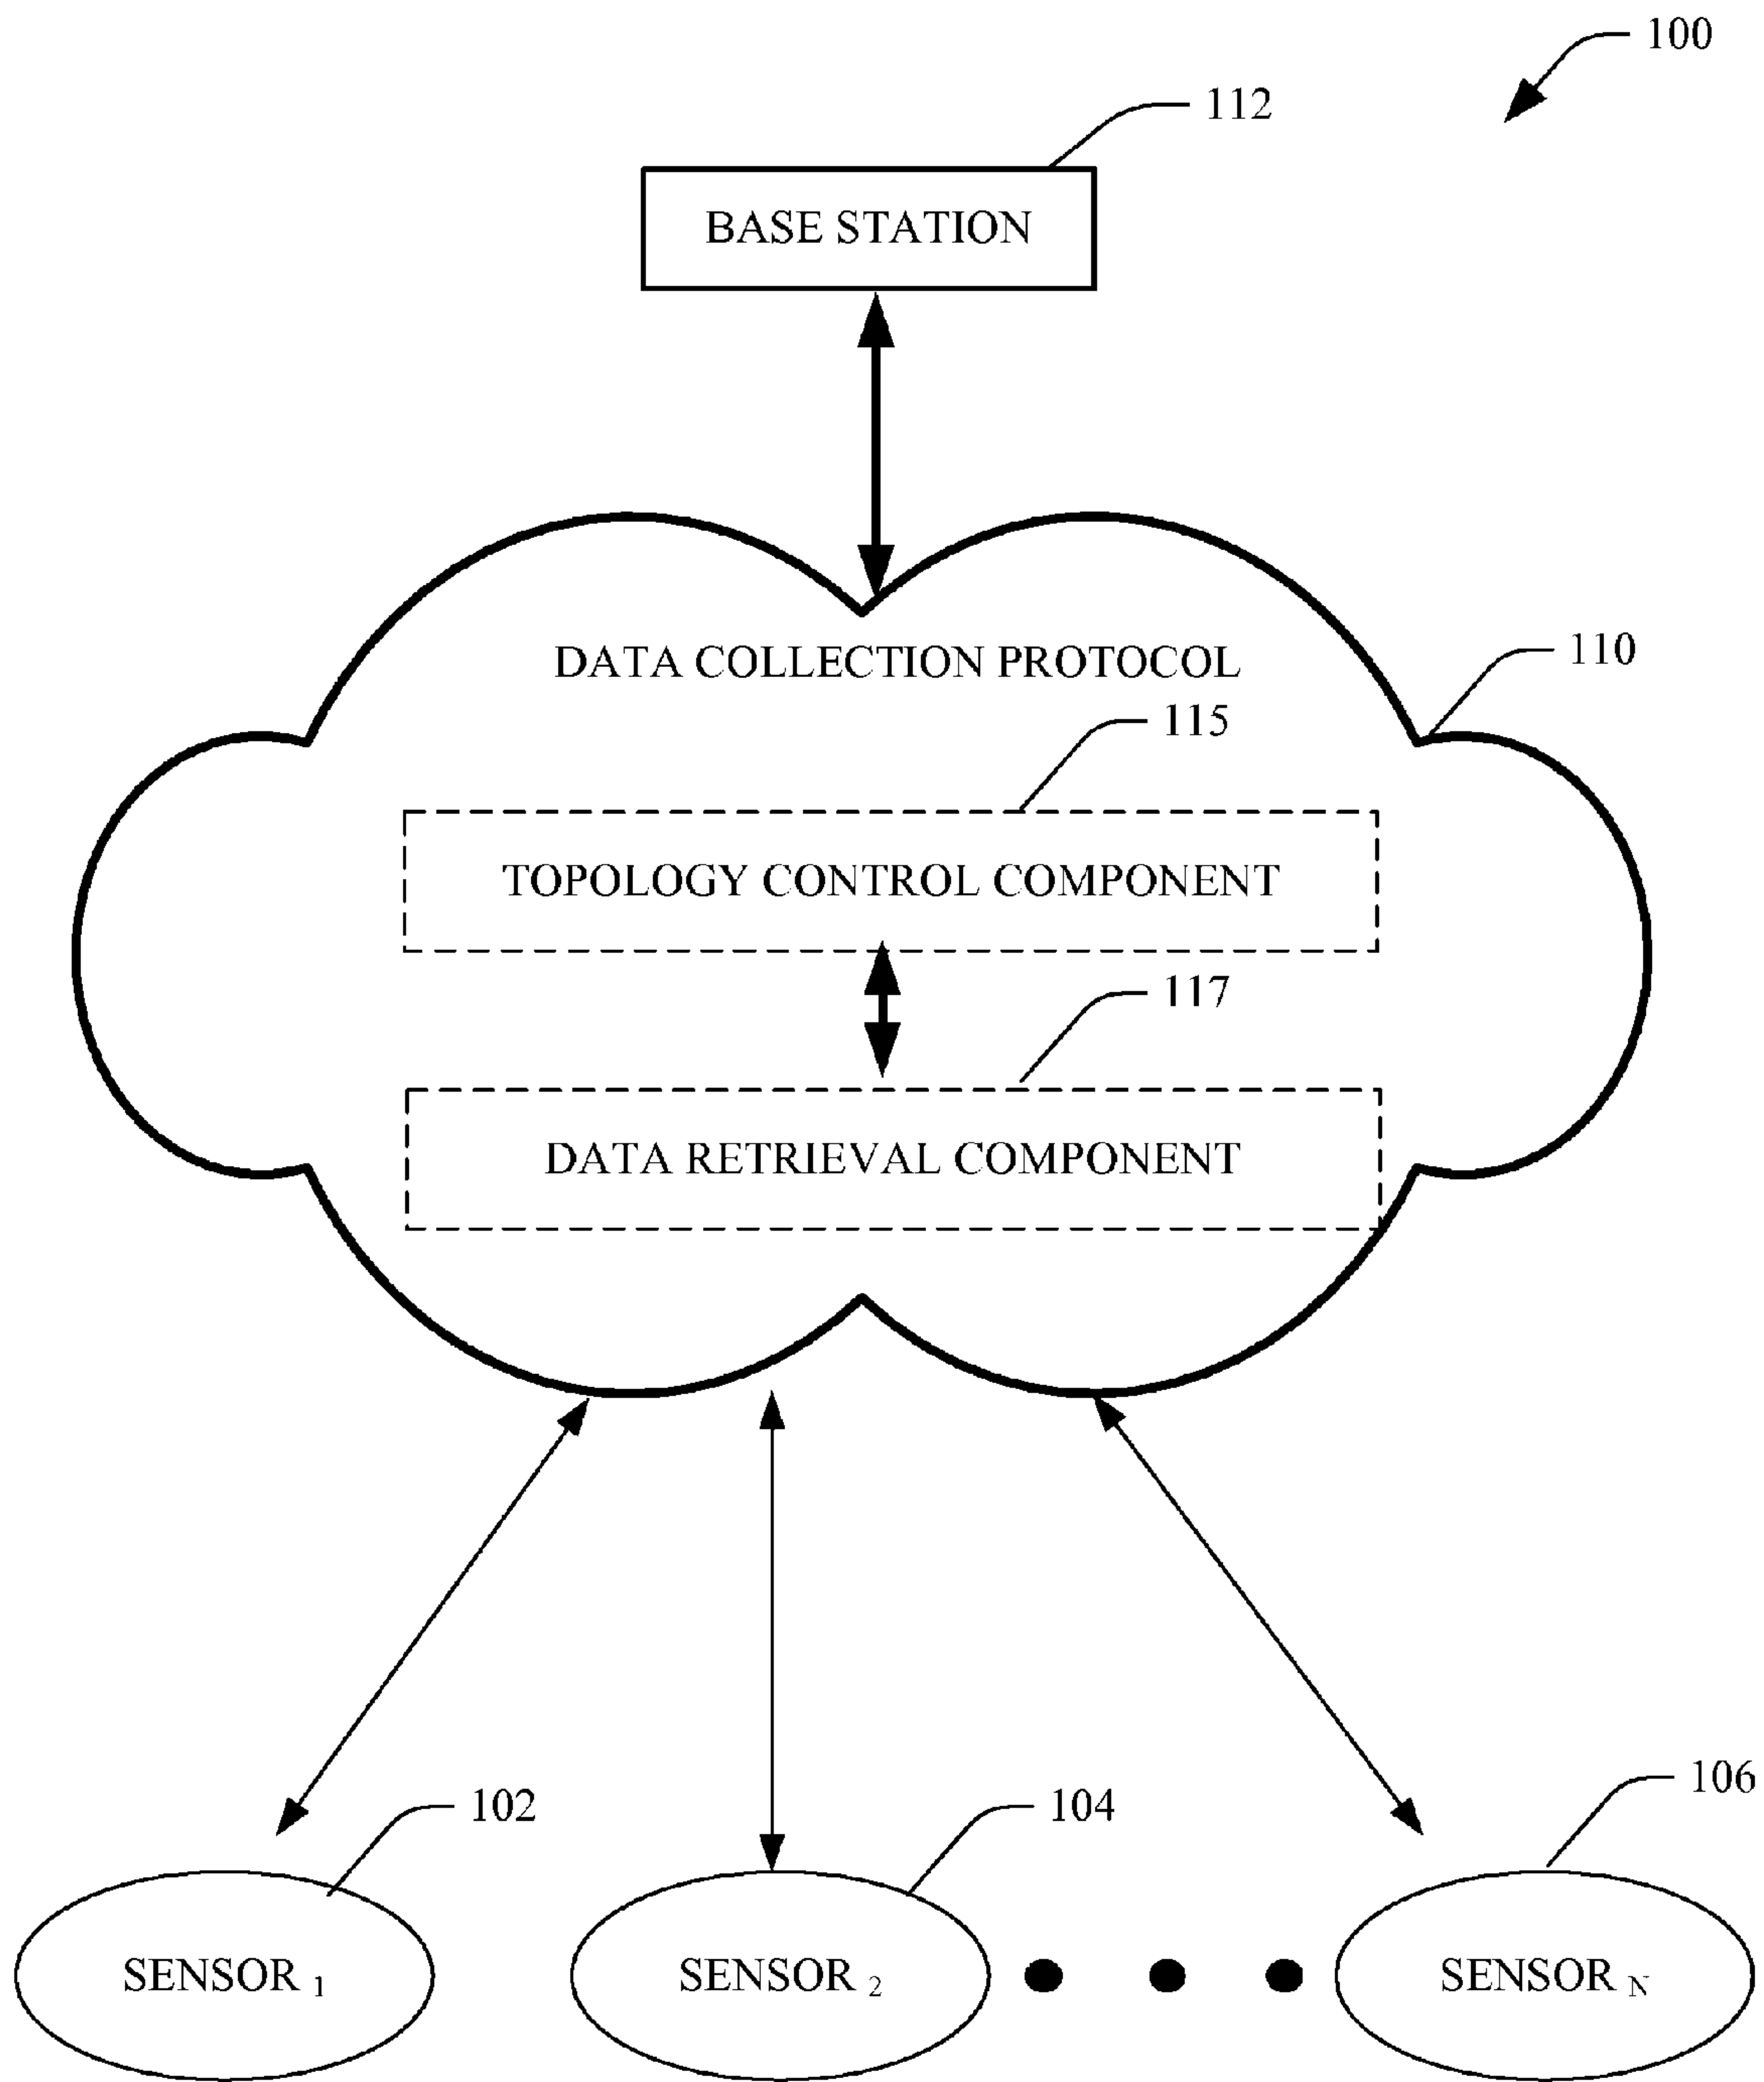 100
112
BASE STATION
DATA COLLECTION PROTOCOL
110
115
TOPOLOGY CONTROL COMPONENT
117
DATA RETRIEVAL COMPONENT
102
104
106
SENSOR 1
SENSOR 2
SENSOR N